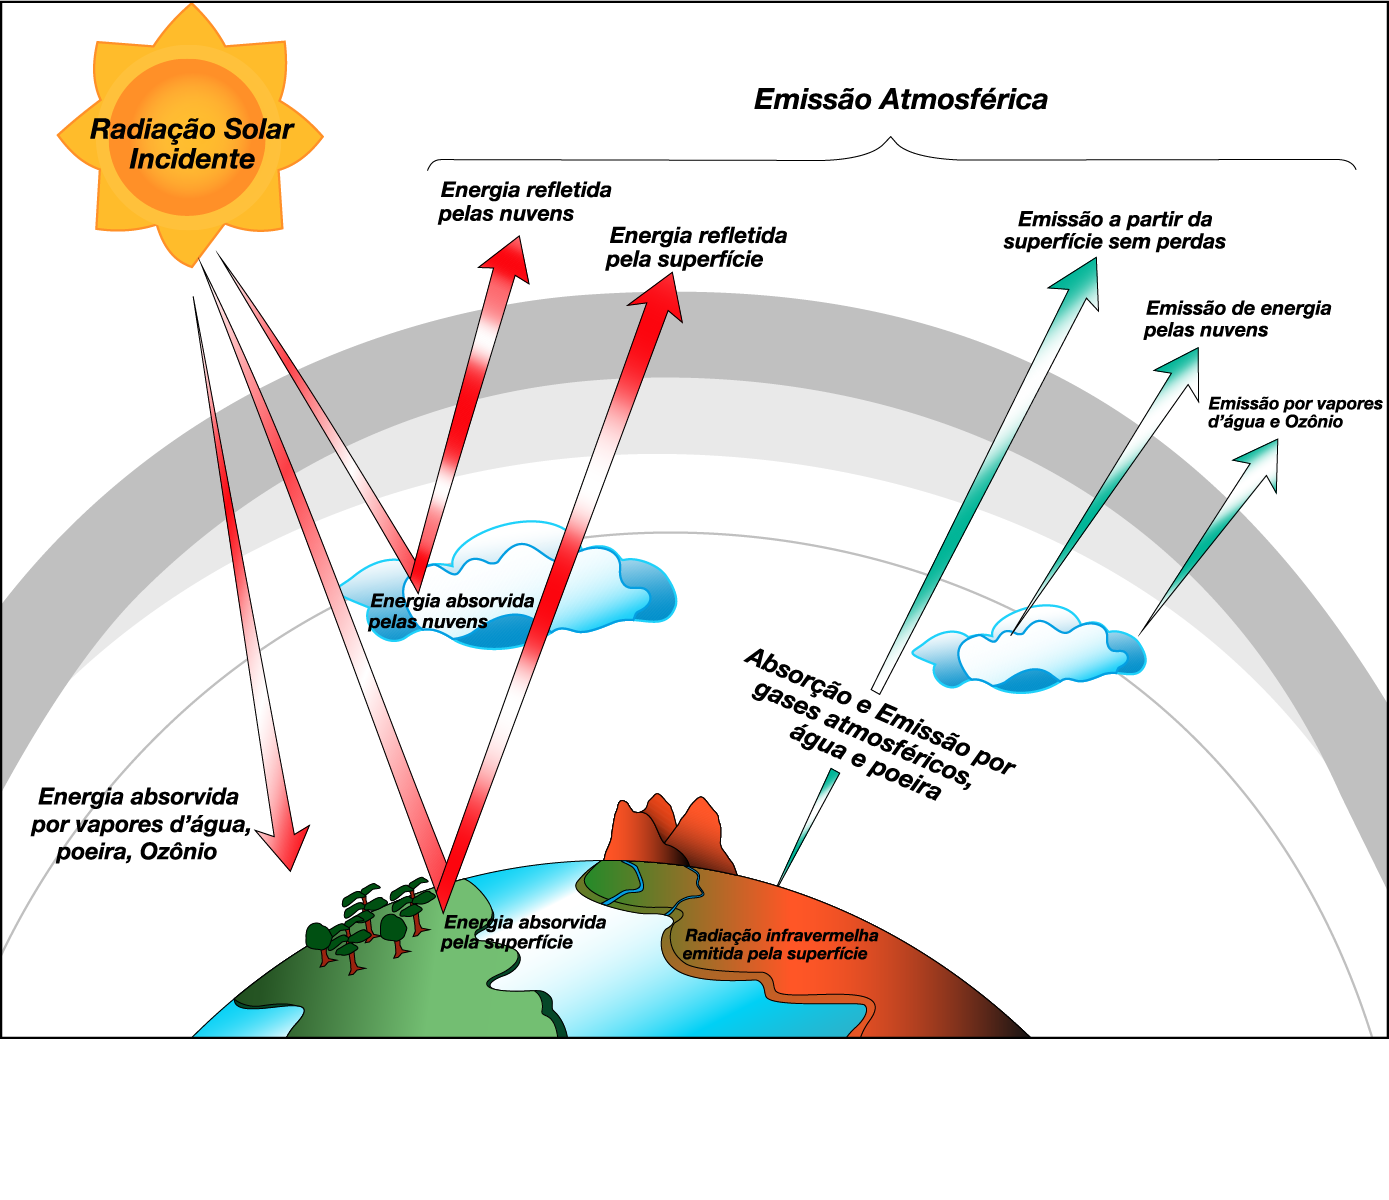 Radiação Solar
Incidente
Emissão Atmosférica
Energia refletida
pelas nuvens
Energia refletida
pela superfície
Emissão a partir da
superfície sem perdas
Emissão de energia
pelas nuvens
Emissão por vapores
d'água e Ozônio
Energia absorvida
pelas nuvens
Absorção e Emissão por
gases atmosféricos,
água e poeira
Energia absorvida
por vapores d'água,
poeira, Ozônio
Energia absorvida
pela superfície
Radiação infravermelha
emitida pela superfície